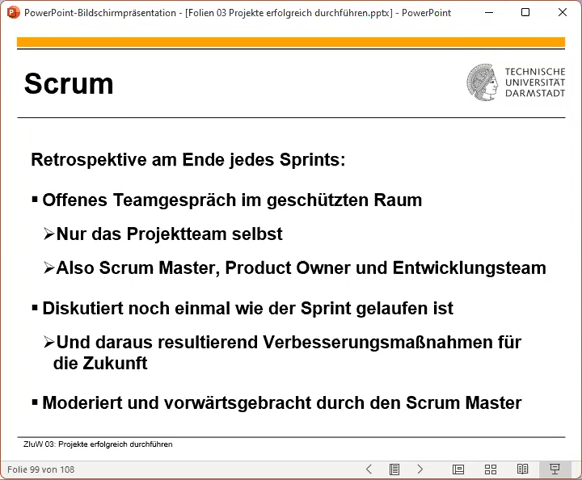 PowerPoint-Bildschirmpräsentation - [Folien 03 Projekte erfolgreich durchführen.pptx] - PowerPoint
Scrum
TECHNISCHE
UNIVERSITÄT
DARMSTADT
Retrospektive am Ende jedes Sprints:
▪ Offenes Teamgespräch im geschützten Raum
➢Nur das Projektteam selbst
➢Also Scrum Master, Product Owner und Entwicklungsteam
▪ Diskutiert noch einmal wie der Sprint gelaufen ist
➢Und daraus resultierend Verbesserungsmaßnahmen für
die Zukunft
▪ Moderiert und vorwärtsgebracht durch den Scrum Master
ZIuW 03: Projekte erfolgreich durchführen
Folie 99 von 108